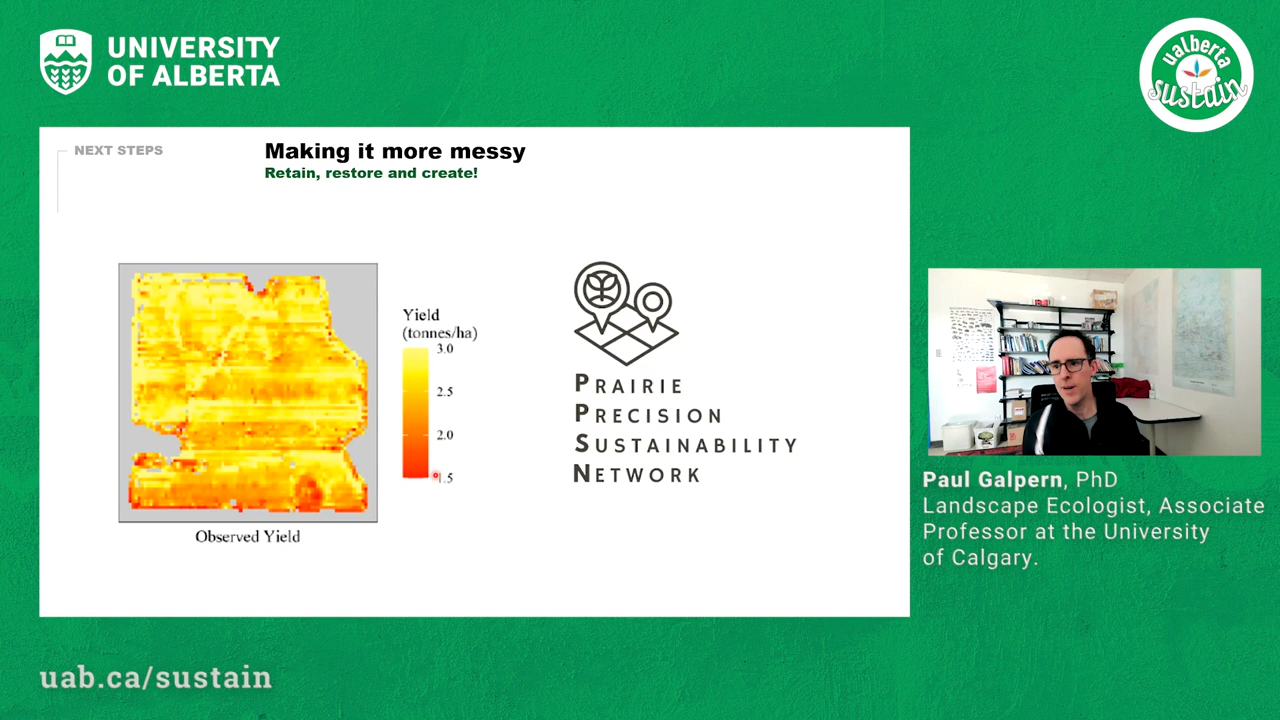 UNIVERSITY
OF ALBERTA
ualberta
sustain
NEXT STEPS
Making it more messy
Retain, restore and create!
Yield
(tonnes/ha)
3.0
2.5
2.0
1.5
Observed Yield
PRAIRIE
PRECISION
SUSTAINABILITY
NETWORK
Paul Galpern, PhD
Landscape Ecologist, Associate
Professor at the University
of Calgary.
uab.ca/sustain